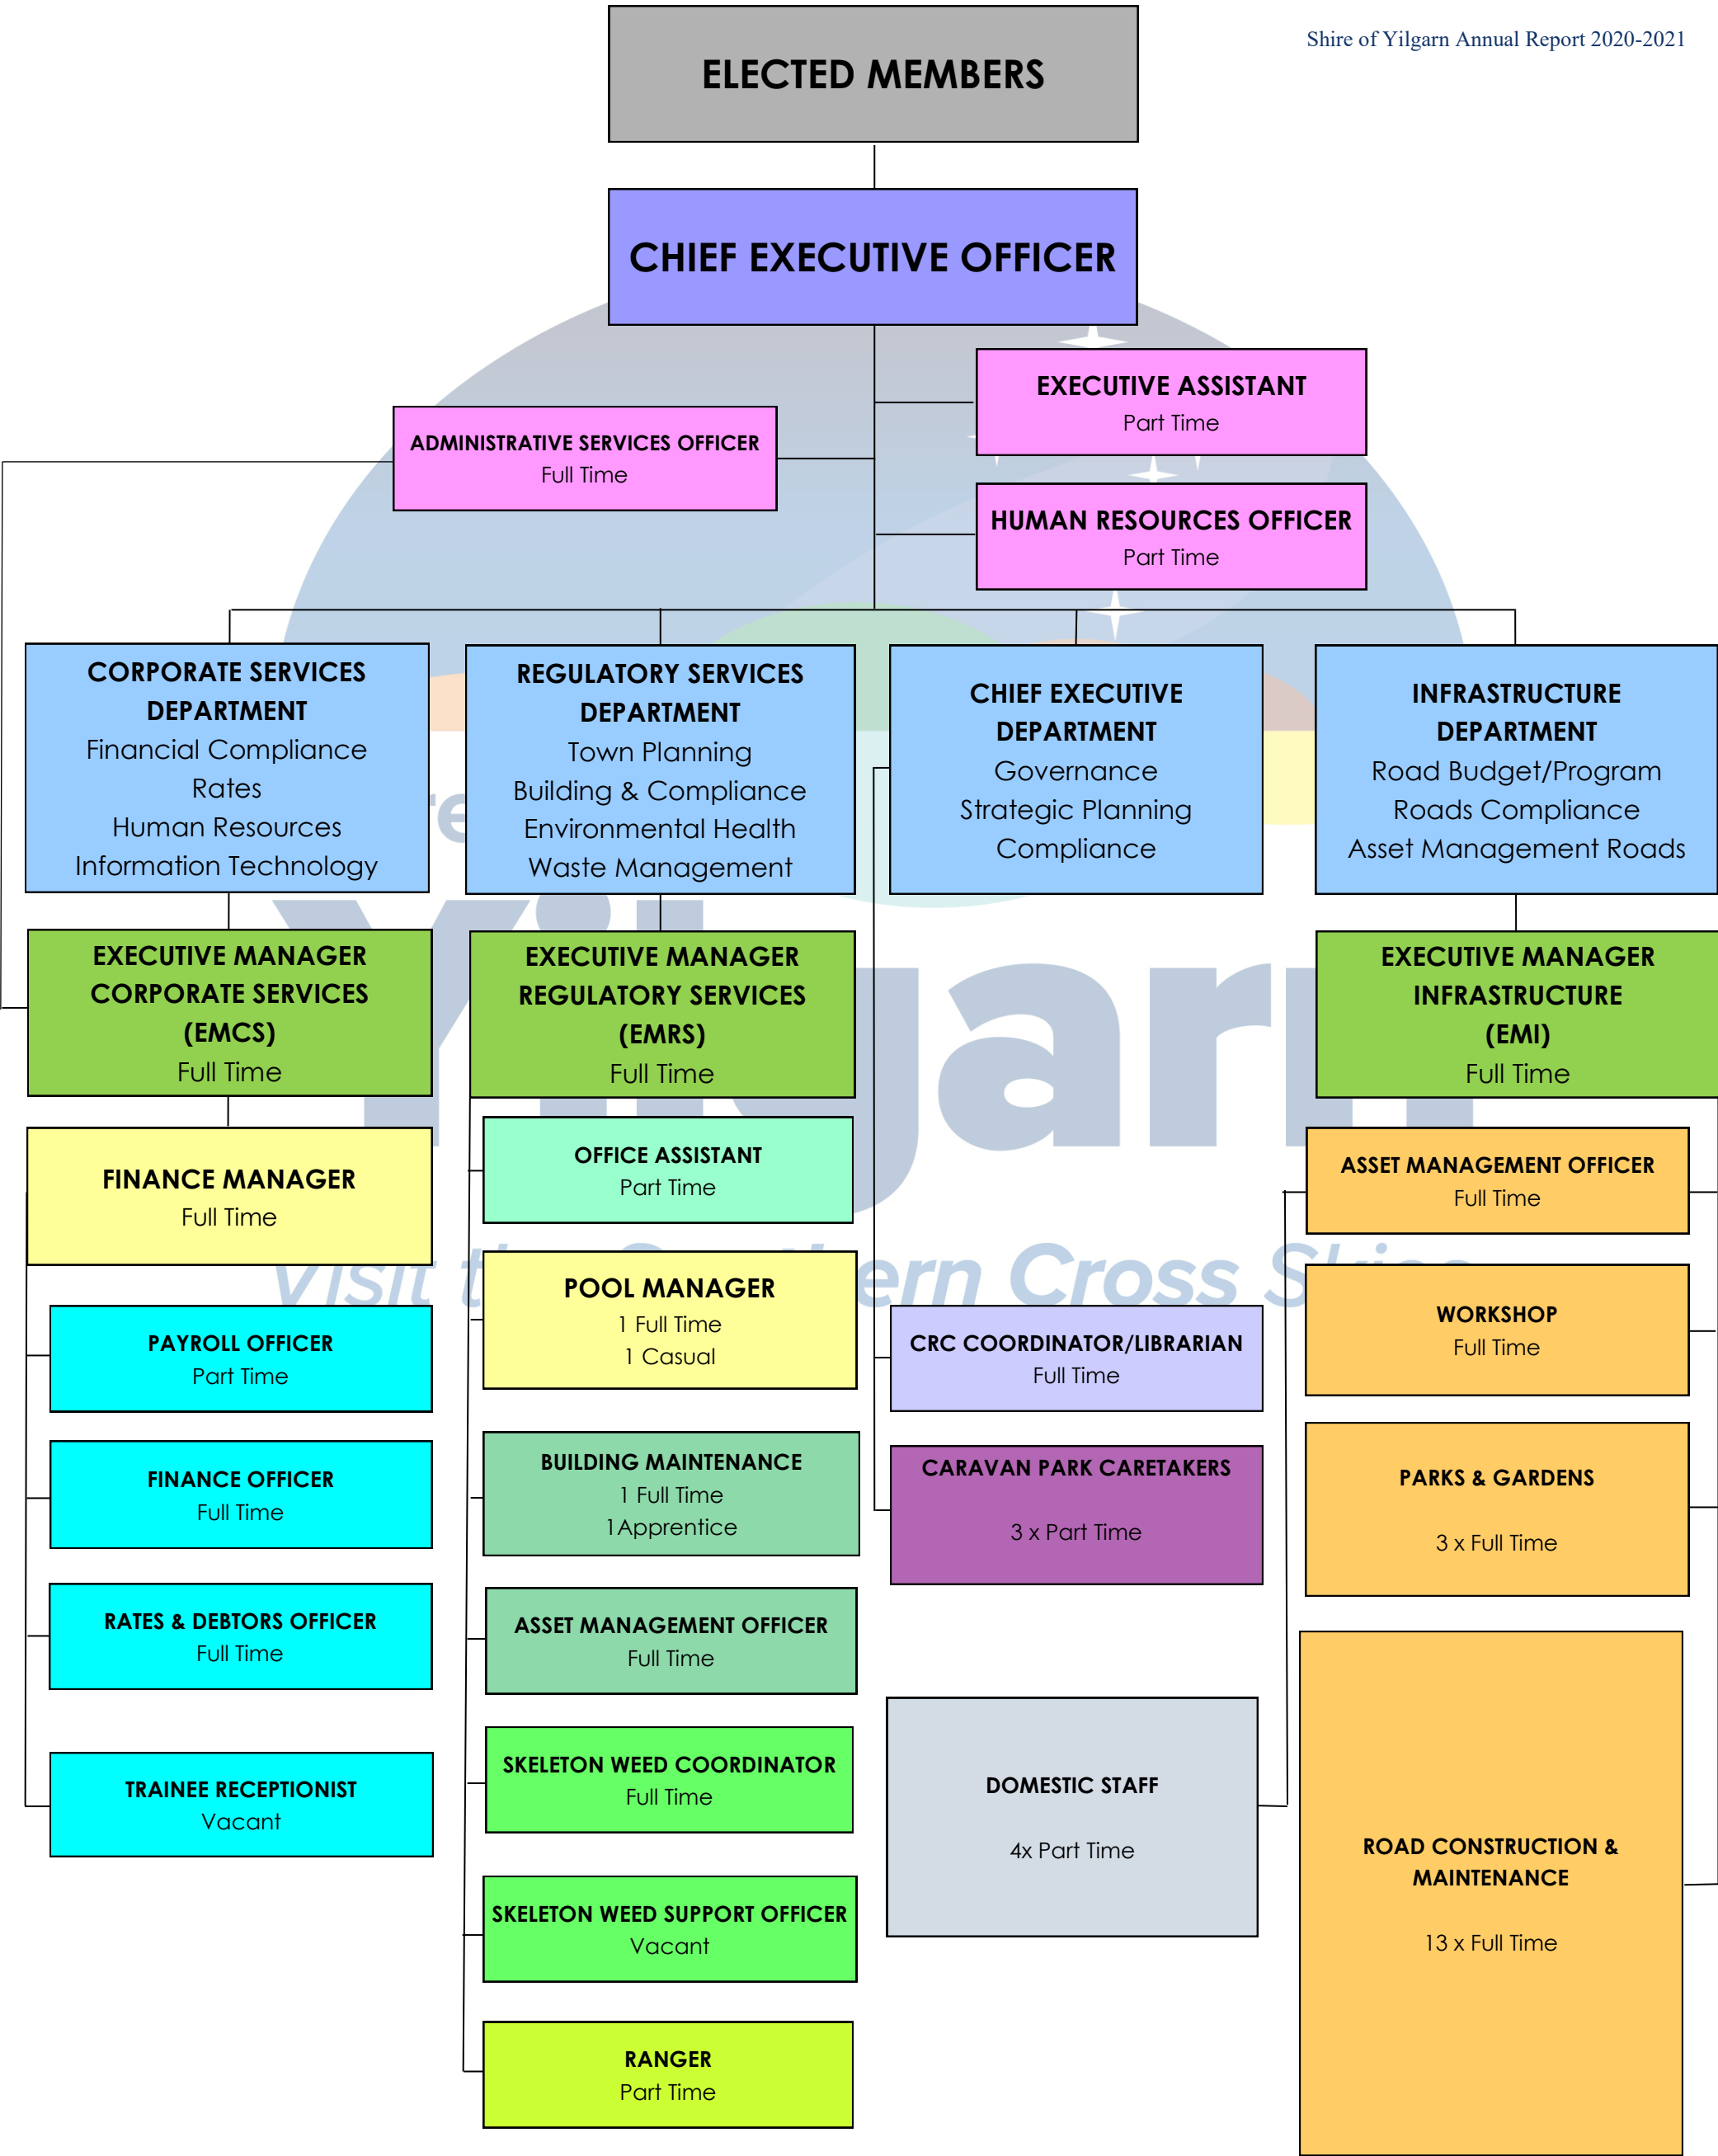 Shire of Yilgarn Annual Report 2020-2021
ELECTED MEMBERS
CHIEF EXECUTIVE OFFICER
EXECUTIVE ASSISTANT
Part Time
ADMINISTRATIVE SERVICES OFFICER
Full Time
HUMAN RESOURCES OFFICER
Part Time
CORPORATE SERVICES
DEPARTMENT
Financial Compliance
Rates
Human Resources
Information Technology
REGULATORY SERVICES
DEPARTMENT
Town Planning
Building & Compliance
Environmental Health
Waste Management
CHIEF EXECUTIVE
DEPARTMENT
Governance
Strategic Planning
Compliance
INFRASTRUCTURE
DEPARTMENT
Road Budget/Program
Roads Compliance
Asset Management Roads
EXECUTIVE MANAGER
CORPORATE SERVICES
(EMCS)
Full Time
EXECUTIVE MANAGER
REGULATORY SERVICES
(EMRS)
Full Time
EXECUTIVE MANAGER
INFRASTRUCTURE
(EMI)
Full Time
FINANCE MANAGER
Full Time
PAYROLL OFFICER
Part Time
FINANCE OFFICER
Full Time
RATES & DEBTORS OFFICER
Full Time
TRAINEE RECEPTIONIST
Vacant
OFFICE ASSISTANT
Part Time
POOL MANAGER
1 Full Time
1 Casual
BUILDING MAINTENANCE
1 Full Time
1Apprentice
ASSET MANAGEMENT OFFICER
Full Time
SKELETON WEED COORDINATOR
Full Time
SKELETON WEED SUPPORT OFFICER
Vacant
RANGER
Part Time
CRC COORDINATOR/LIBRARIAN
Full Time
CARAVAN PARK CARETAKERS
3 x Part Time
DOMESTIC STAFF
4x Part Time
ASSET MANAGEMENT OFFICER
Full Time
WORKSHOP
Full Time
PARKS & GARDENS
3 x Full Time
ROAD CONSTRUCTION &
MAINTENANCE
13 x Full Time
Yilgarn
Visit Cross